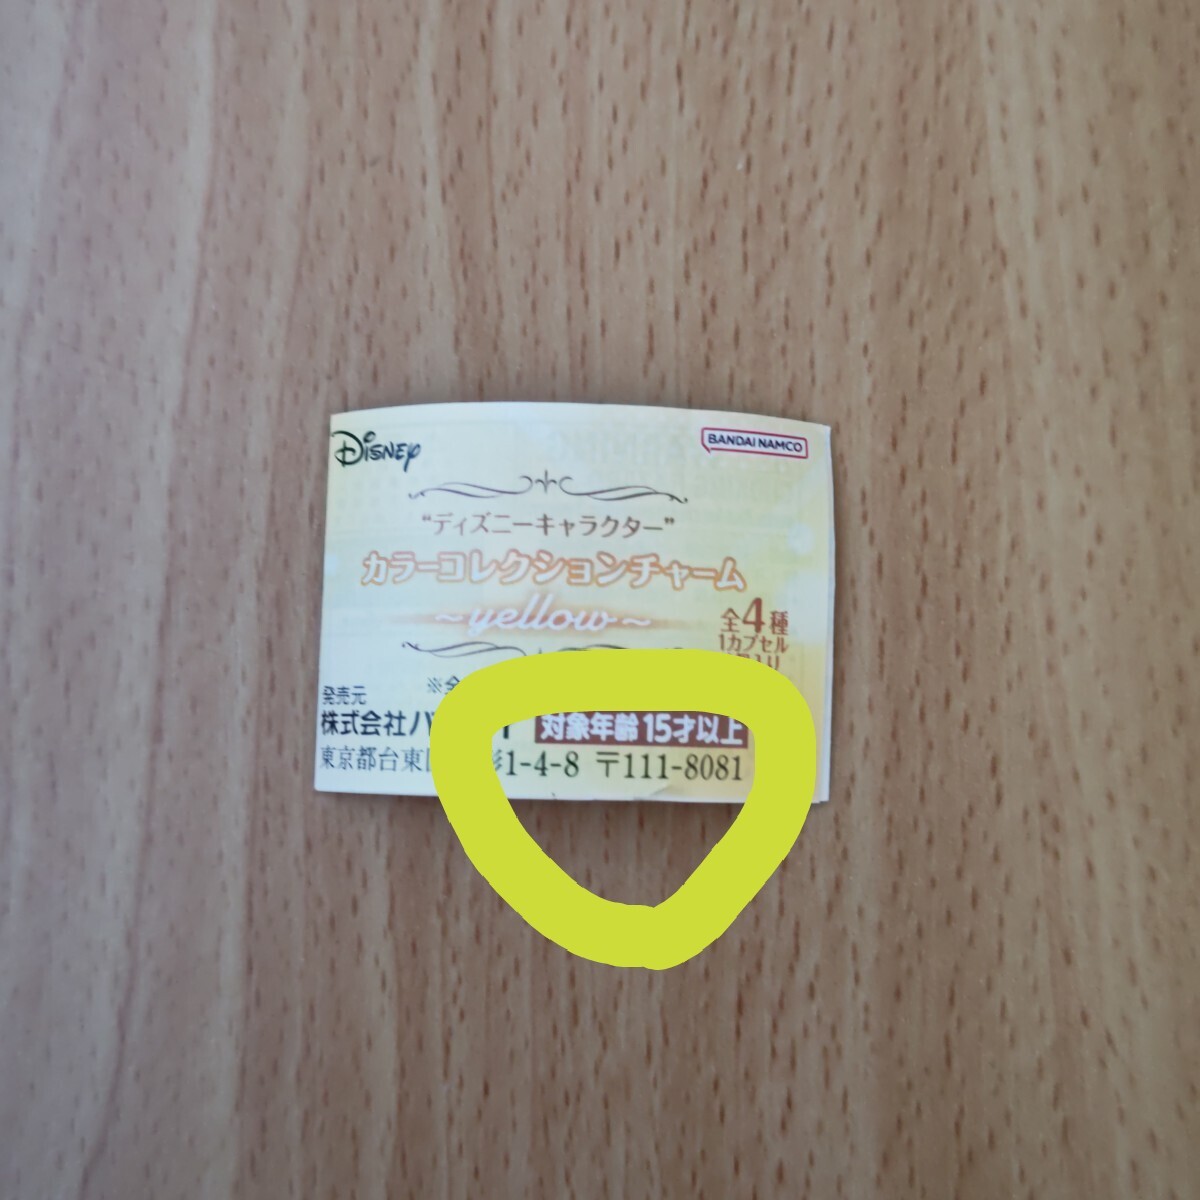 Disney
BANDAI NAMCO
“ディズニーキャラクター”
カラーコレクションチャーム
～yellow～
全4種
1カプセル
発売元
※全
株式会社バ
対象年齢15才以上
東京都台東区
1-4-8 〒111-8081